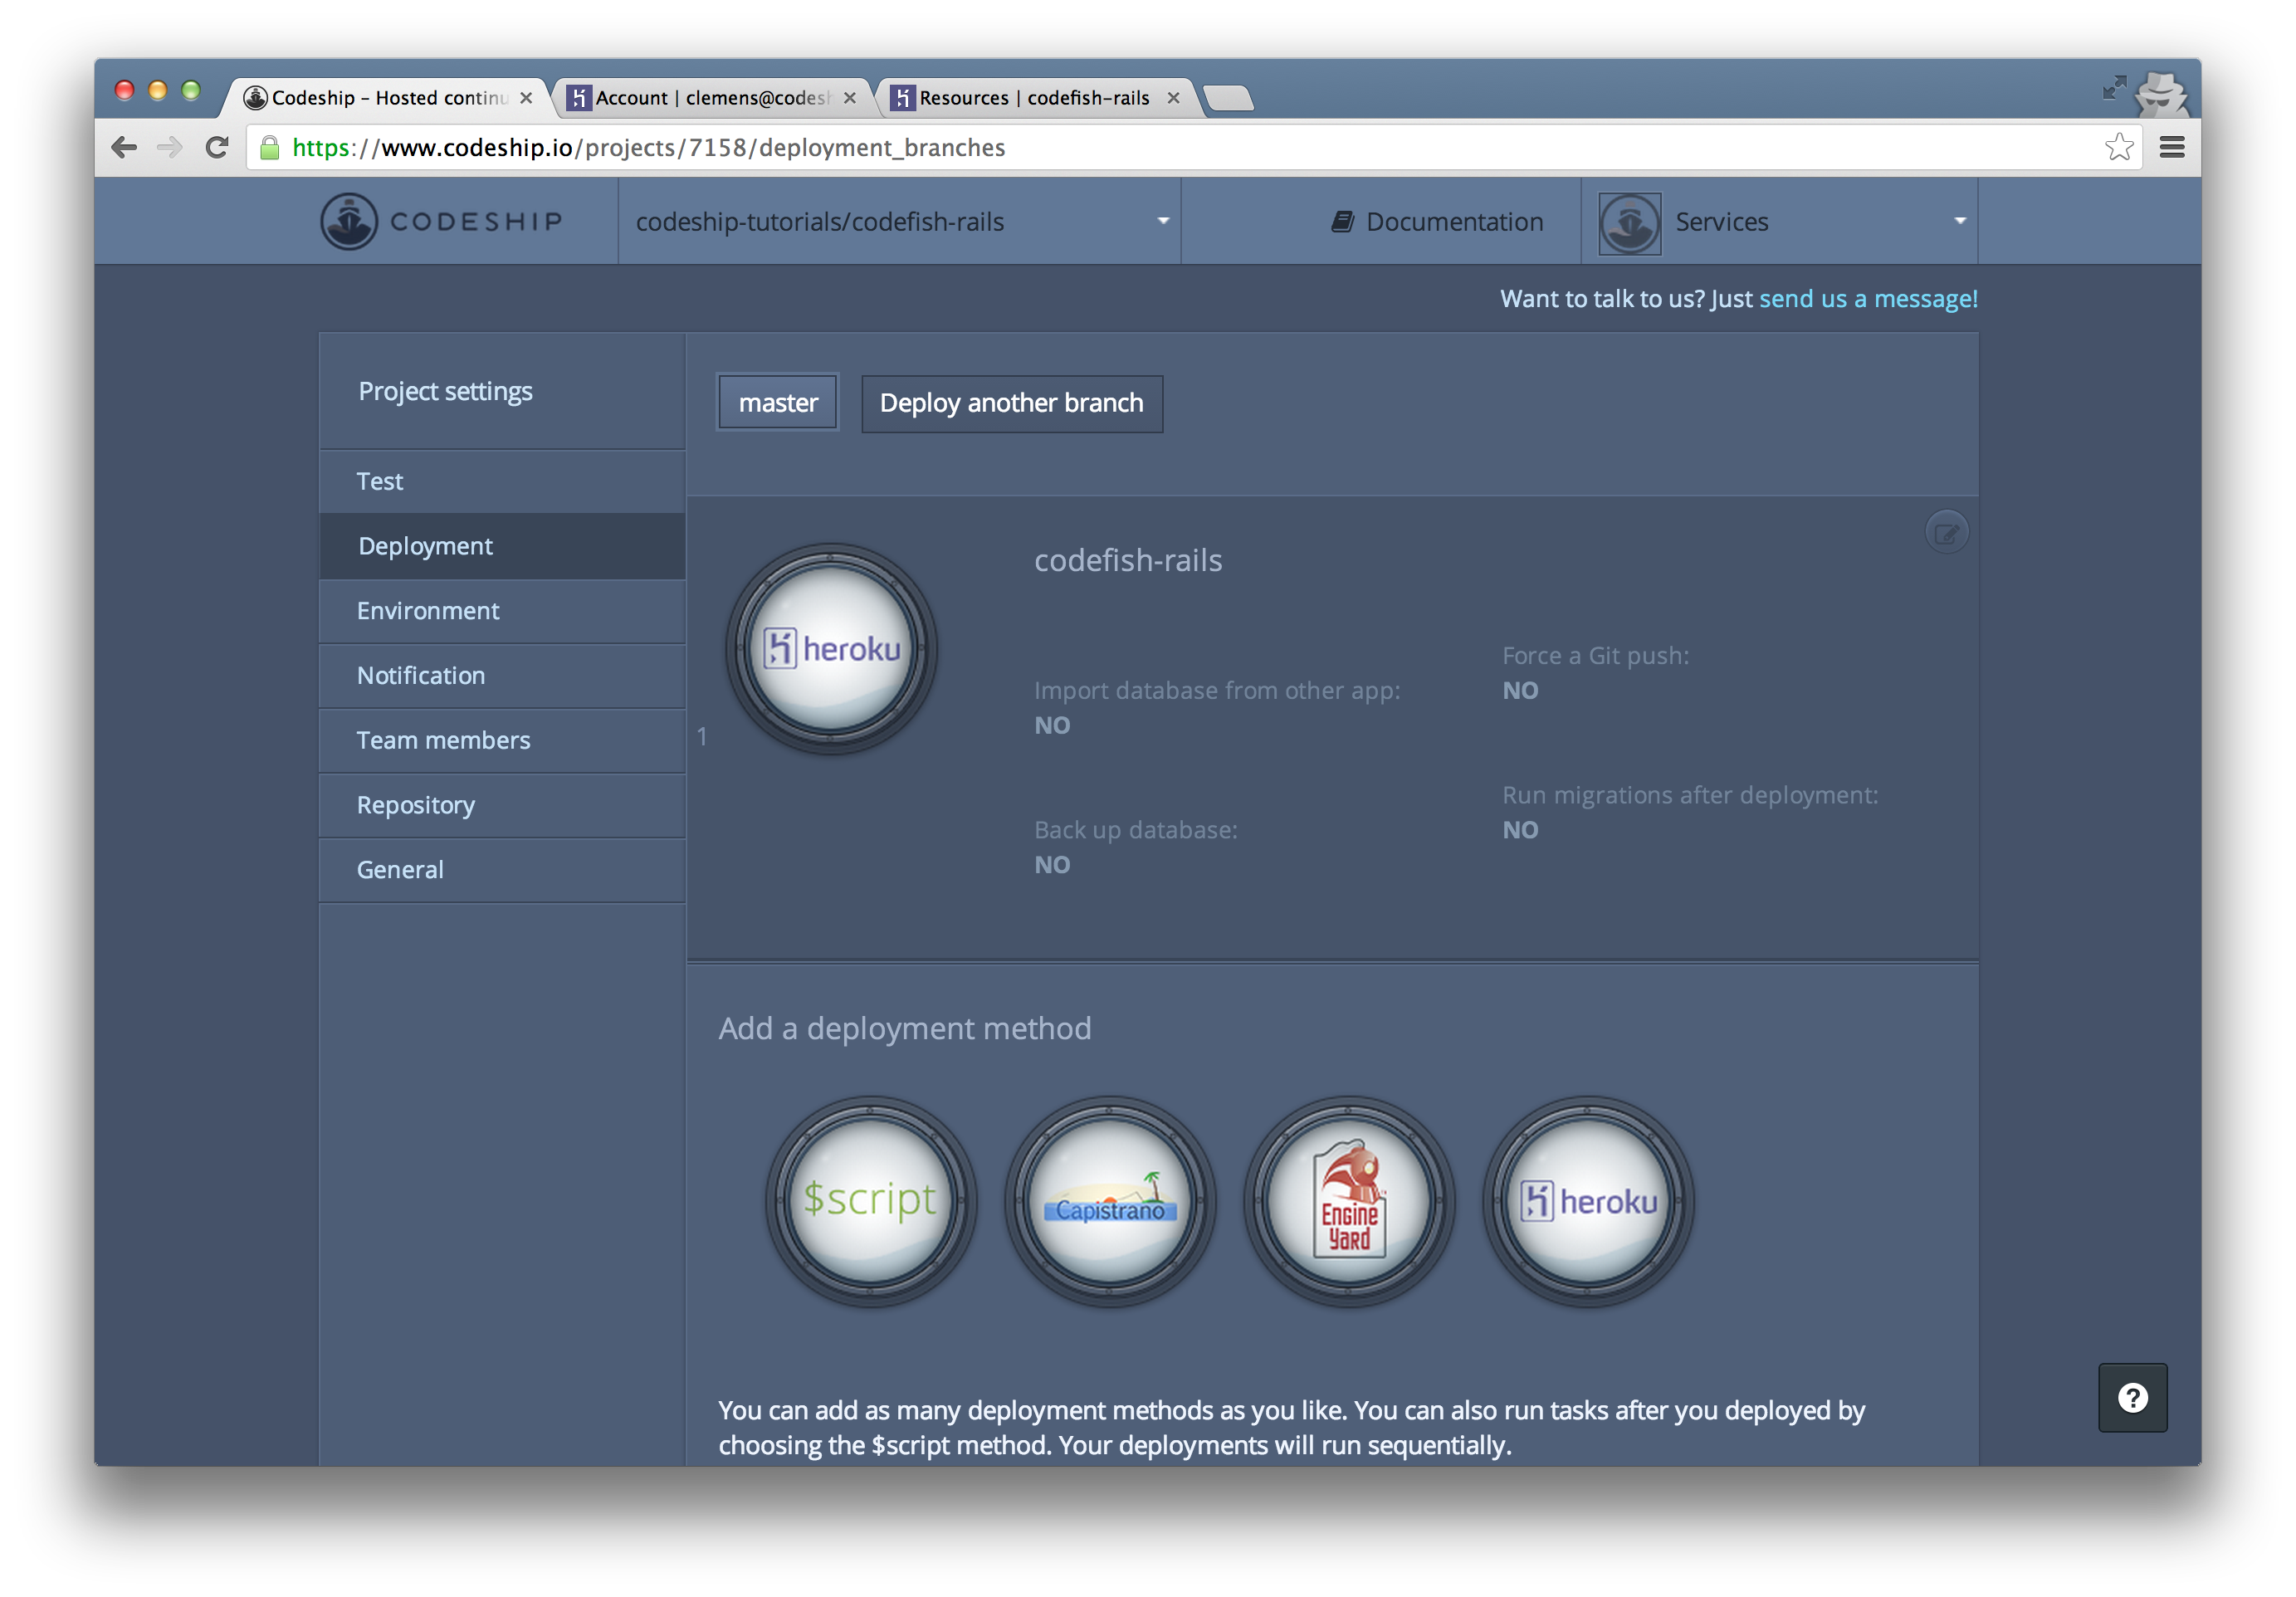 Codeship – Hosted continu
Account | clemens@codesh
Resources | codefish-rails
https://www.codeship.io/projects/7158/deployment_branches
CODESHIP
codeship-tutorials/codefish-rails
Documentation
Services
Want to talk to us? Just send us a message!
Project settings
Test
Deployment
Environment
Notification
Team members
Repository
General
master
Deploy another branch
1
heroku
codefish-rails
Import database from other app:
NO
Back up database:
NO
Force a Git push:
NO
Run migrations after deployment:
NO
Add a deployment method
$script
Capistrano
Engine
Yard
heroku
You can add as many deployment methods as you like. You can also run tasks after you deployed by
choosing the $script method. Your deployments will run sequentially.
?